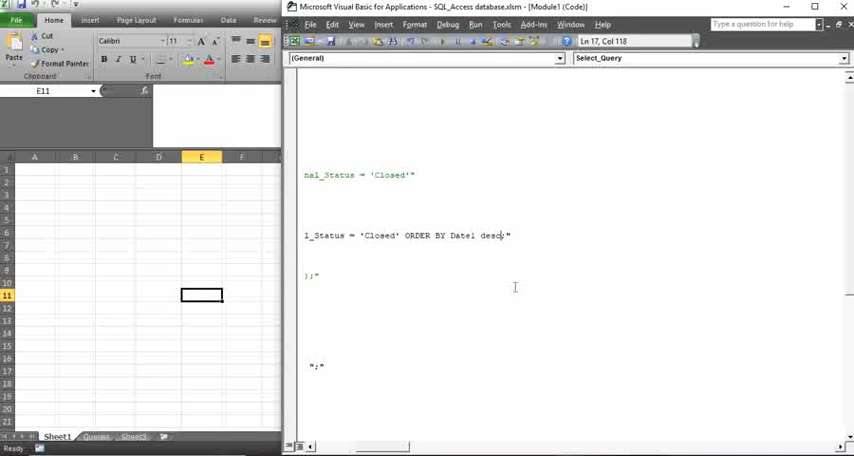 File Home Insert Page Layout Formulas Data Review
Paste Cut
Copy
Format Painter
Clipboard
Calibri 11
B I U
Font
E11
fx
A B C D E F
1
2
3
4
5
6
7
8
9
10
11
12
13
14
15
16
17
18
19
20
21
Sheet1 Queries Sheet3
Ready
Microsoft Visual Basic for Applications - SQL_Access database.xlsm - [Module1 (Code)]
File Edit View Insert Format Debug Run Tools Add-Ins Window Help
Type a question for help
Ln 17, Col 118
(General) Select_Query
nal_Status = 'Closed'"
l_Status = 'Closed' ORDER BY Date1 desc;"
);"
";"